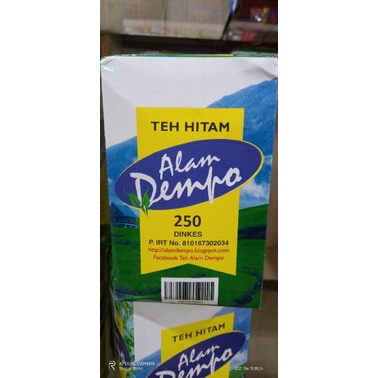 TEH HITAM
Alam
Dempo
250
DINKES
P. IRT No. 810167302034
http://alamdempo.blogspot.com
Facebook Teh Alam Dempo
TEH HITAM
Alam
Dempo